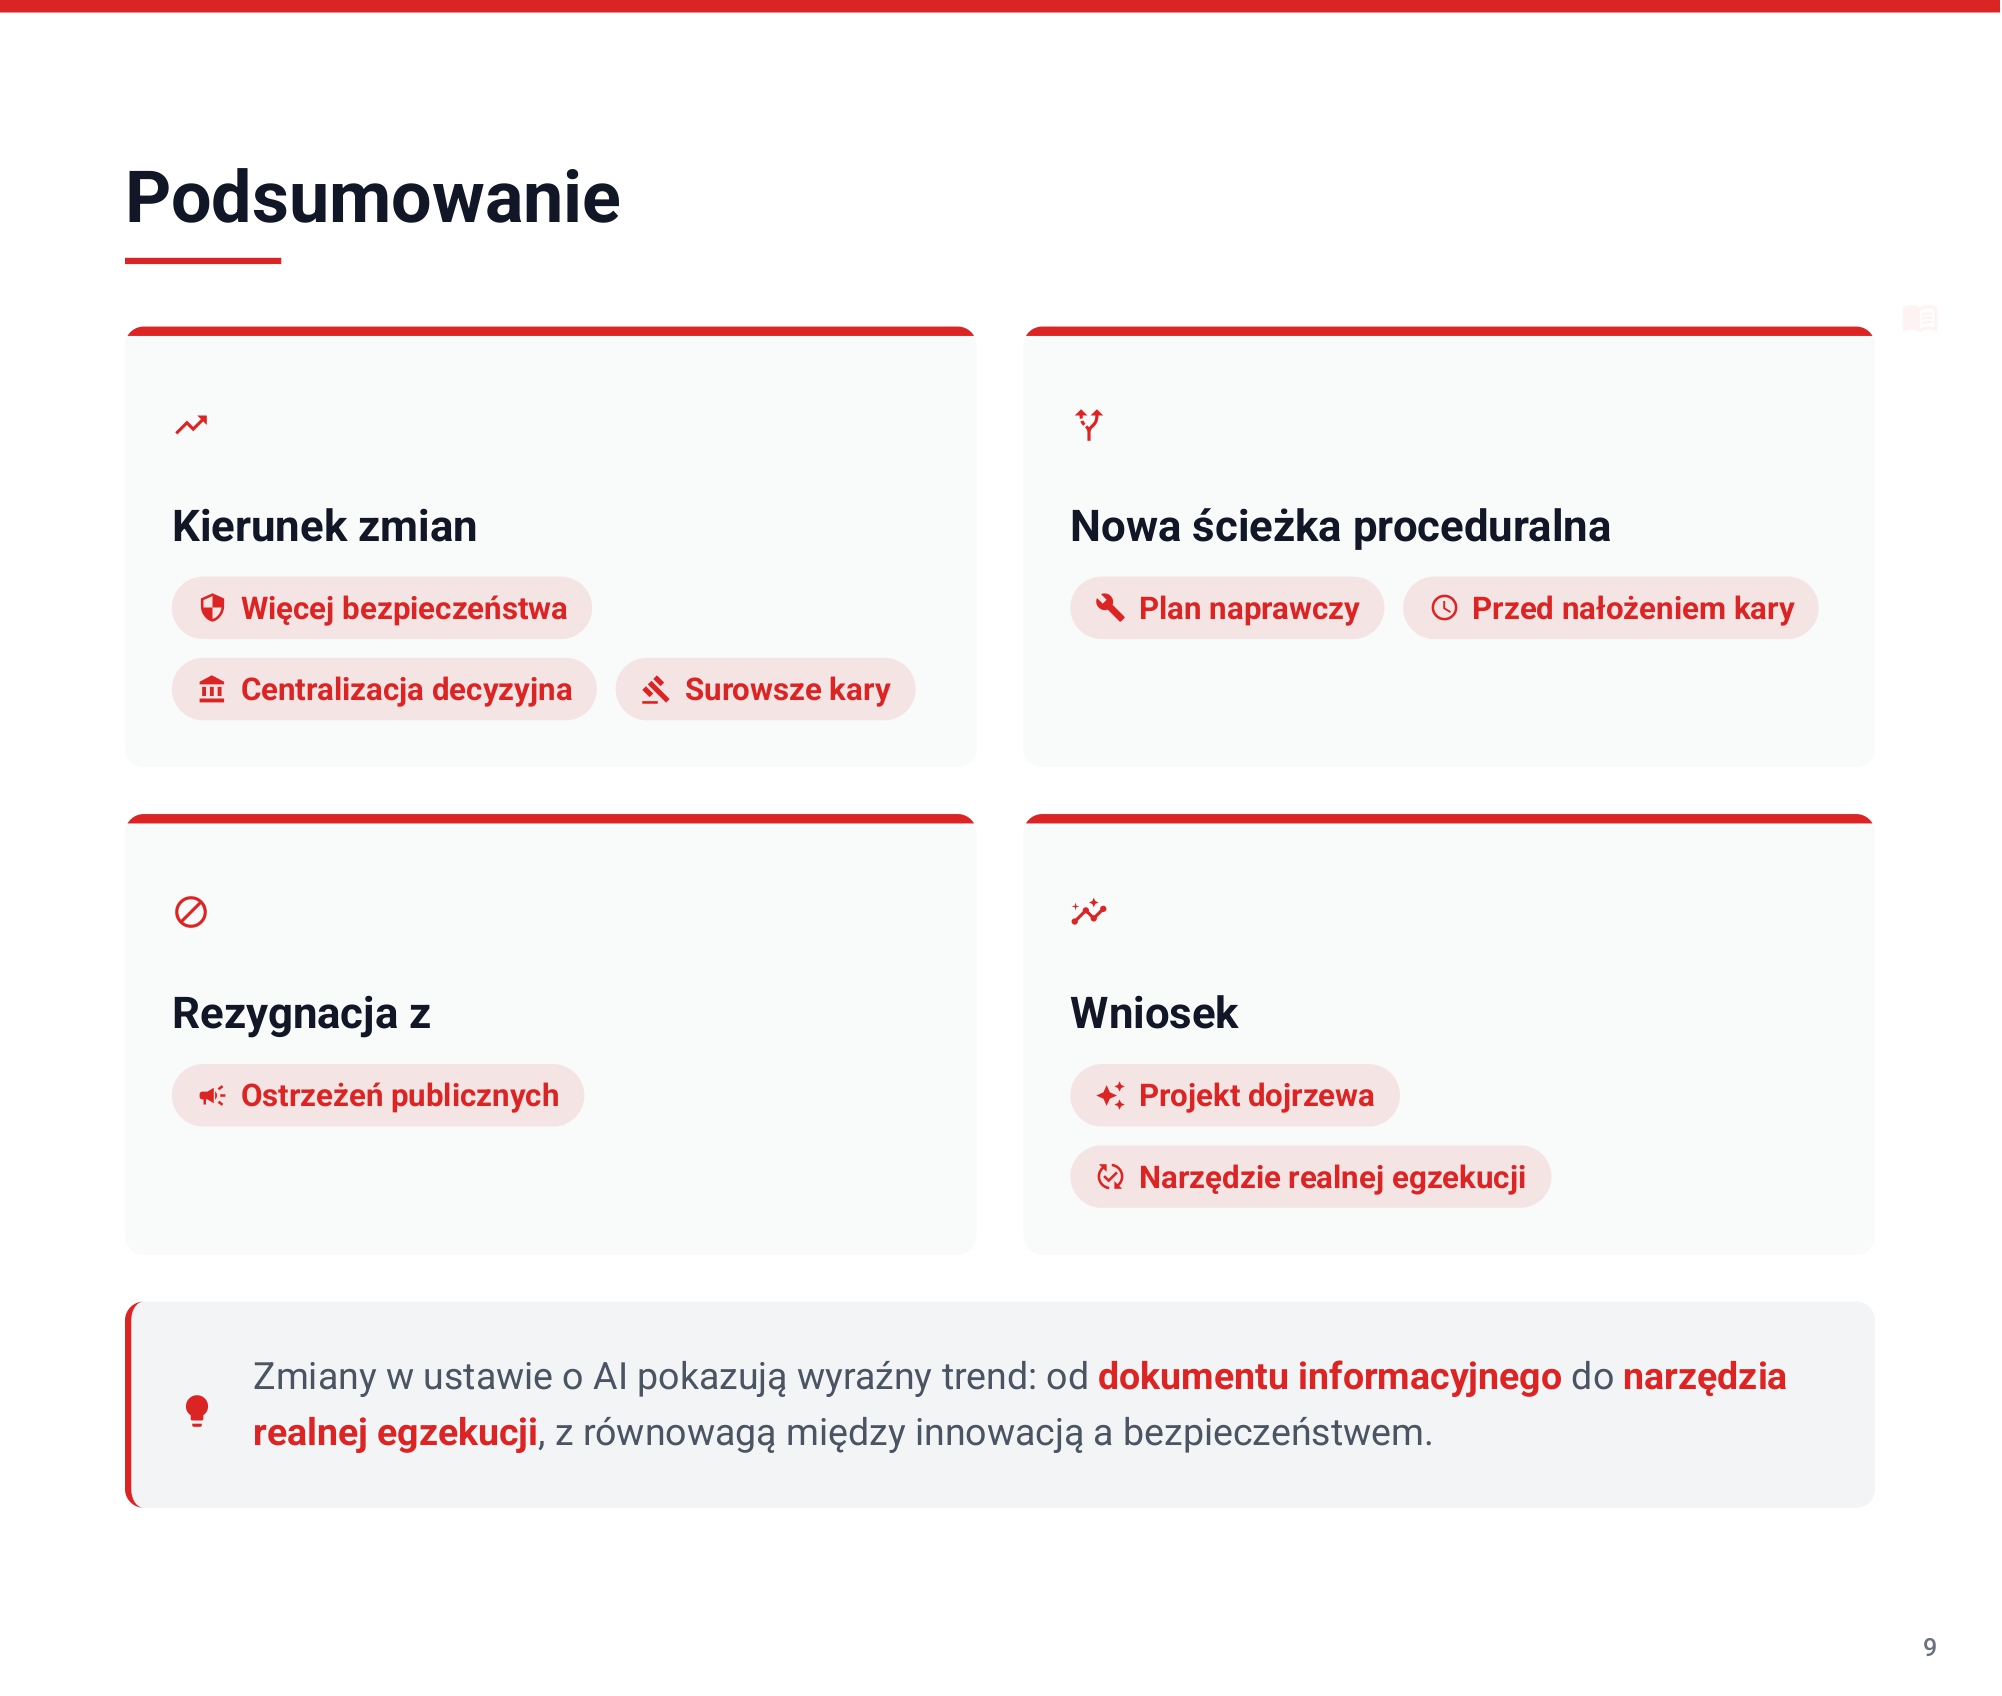 Podsumowanie
Kierunek zmian
Więcej bezpieczeństwa
Centralizacja decyzyjna
Surowsze kary
Nowa ścieżka proceduralna
Plan naprawczy
Przed nałożeniem kary
Rezygnacja z
Ostrzeżeń publicznych
Wniosek
Projekt dojrzewa
Narzędzie realnej egzekucji
Zmiany w ustawie o AI pokazują wyraźny trend: od dokumentu informacyjnego do narzędzia
realnej egzekucji, z równowagą między innowacją a bezpieczeństwem.
9